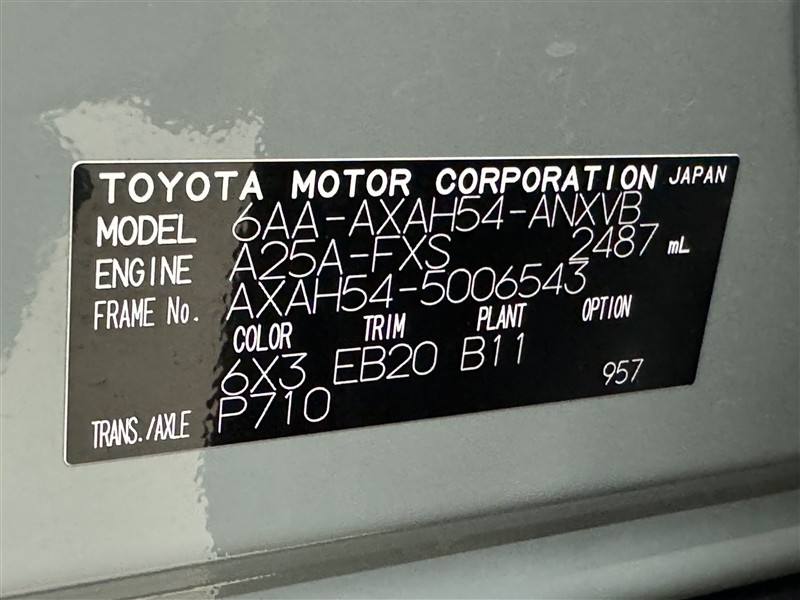 TOYOTA MOTOR CORPORATION JAPAN
MODEL 6AA-AXAH54-ANXVB
ENGINE A25A-FXS 2487 mL
FRAME No. AXAH54-5006543
COLOR TRIM PLANT OPTION
6X3 EB20 B11 957
TRANS./AXLE P710